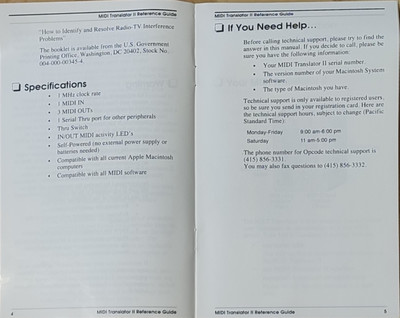 MIDI Translator II Reference Guide
"How to Identify and Resolve Radio-TV Interference
Problems"
The booklet is available from the U.S. Government
Printing Office, Washington, DC 20402, Stock No.
004-000-00345-4.
❑ Specifications
• 1 MHz clock rate
• 1 MIDI IN
• 3 MIDI OUTs
• 1 Serial Thru port for other peripherals
• Thru Switch
• IN/OUT MIDI activity LED's
• Self-Powered (no external power supply or
batteries needed)
• Compatible with all current Apple Macintosh
computers
• Compatible with all MIDI software
4 MIDI Translator II Reference Guide
MIDI Translator II Reference Guide
❑ If You Need Help...
Before calling technical support, please try to find the
answer in this manual. If you decide to call, please be
sure you have the following information:
• Your MIDI Translator II serial number.
• The version number of your Macintosh System
software.
• The type of Macintosh you have.
Technical support is only available to registered users,
so be sure you send in your registration card. Here are
the technical support hours, subject to change (Pacific
Standard Time):
Monday-Friday 9:00 am-6:00 pm
Saturday 11 am-5:00 pm
The phone number for Opcode technical support is
(415) 856-3331.
You may also fax questions to (415) 856-3332.
MIDI Translator II Reference Guide 5